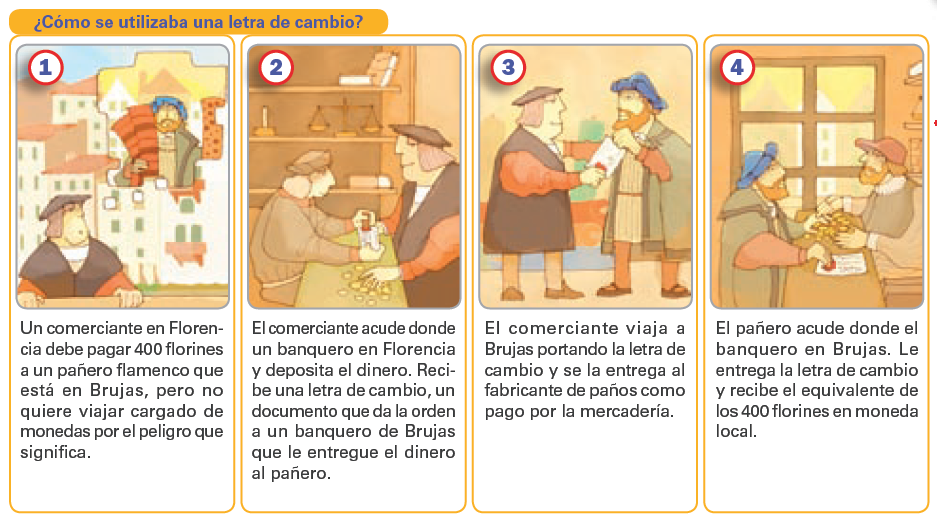 ¿Cómo se utilizaba una letra de cambio?
1
Un comerciante en Floren-
cia debe pagar 400 florines
a un pañero flamenco que
está en Brujas, pero no
quiere viajar cargado de
monedas por el peligro que
significa.
2
El comerciante acude donde
un banquero en Florencia
y deposita el dinero. Reci-
be una letra de cambio, un
documento que da la orden
a un banquero de Brujas
que le entregue el dinero
al pañero.
3
El comerciante viaja a
Brujas portando la letra de
cambio y se la entrega al
fabricante de paños como
pago por la mercadería.
4
El pañero acude donde el
banquero en Brujas. Le
entrega la letra de cambio
y recibe el equivalente de
los 400 florines en moneda
local.